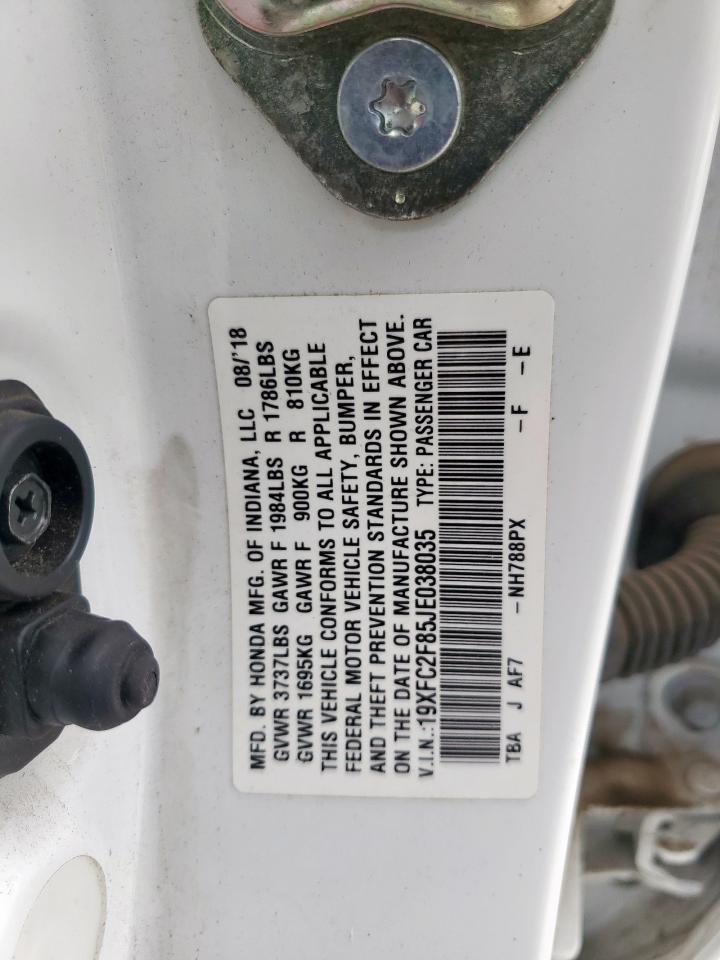 MFD. BY HONDA MFG. OF INDIANA, LLC 08/'18
GVWR 3737LBS GAWR F 1984LBS R 1786LBS
GVWR 1695KG GAWR F 900KG R 810KG
THIS VEHICLE CONFORMS TO ALL APPLICABLE
FEDERAL MOTOR VEHICLE SAFETY, BUMPER,
AND THEFT PREVENTION STANDARDS IN EFFECT
ON THE DATE OF MANUFACTURE SHOWN ABOVE.
V.I.N.:19XFC2F85JE038035 TYPE: PASSENGER CAR
TBA J AF7 -NH788PX -F -E